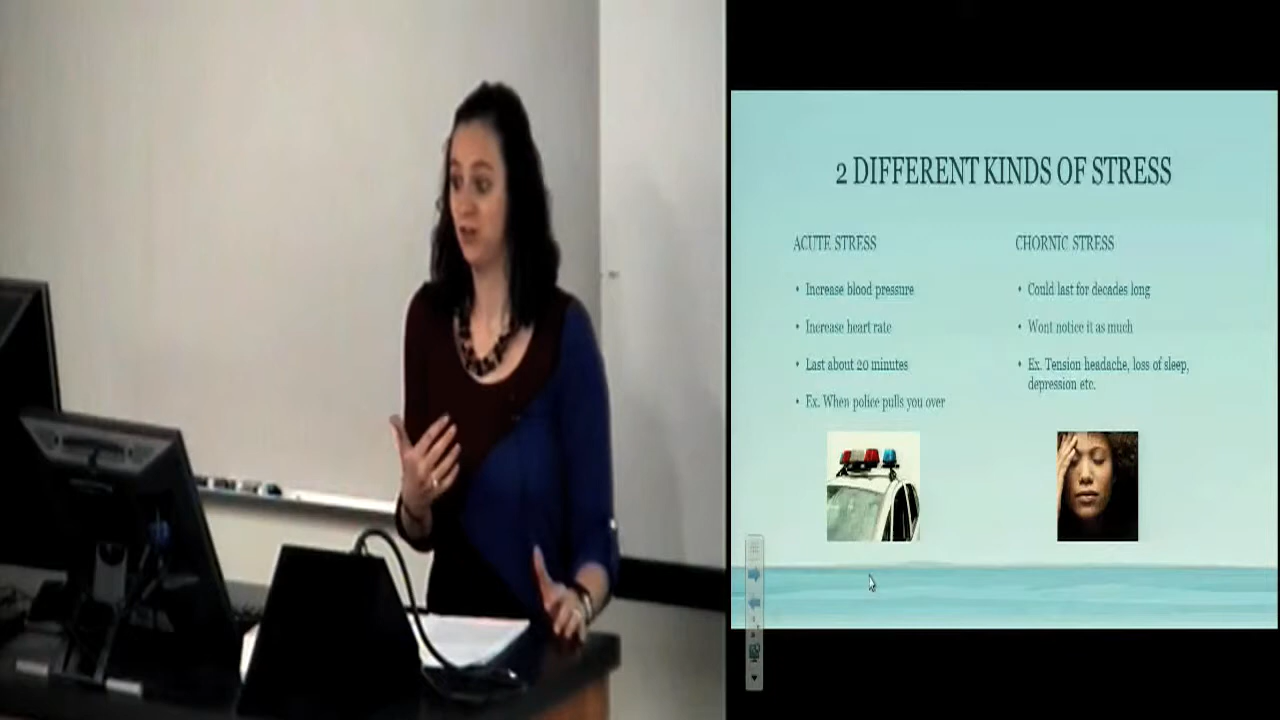 2 DIFFERENT KINDS OF STRESS
ACUTE STRESS
Increase blood pressure
Increase heart rate
Last about 20 minutes
Ex. When police pulls you over
CHORNIC STRESS
Could last for decades long
Wont notice it as much
Ex. Tension headache, loss of sleep,
depression etc.